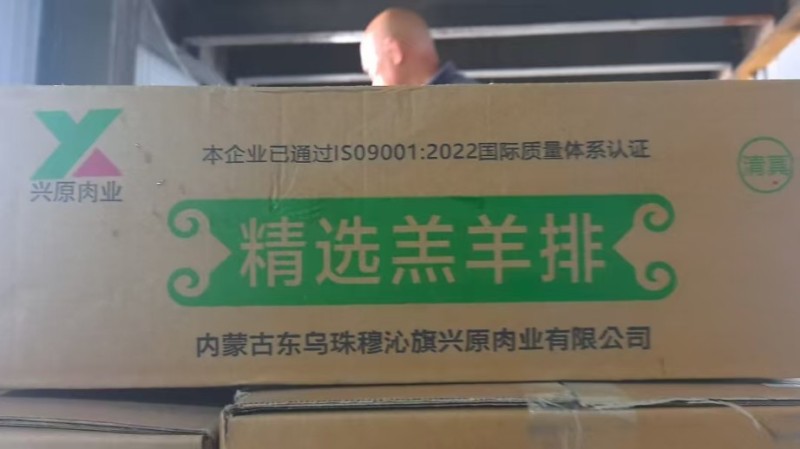 本企业已通过IS09001:2022国际质量体系认证
兴原肉业
清真
精选羔羊排
内蒙古东乌珠穆沁旗兴原肉业有限公司